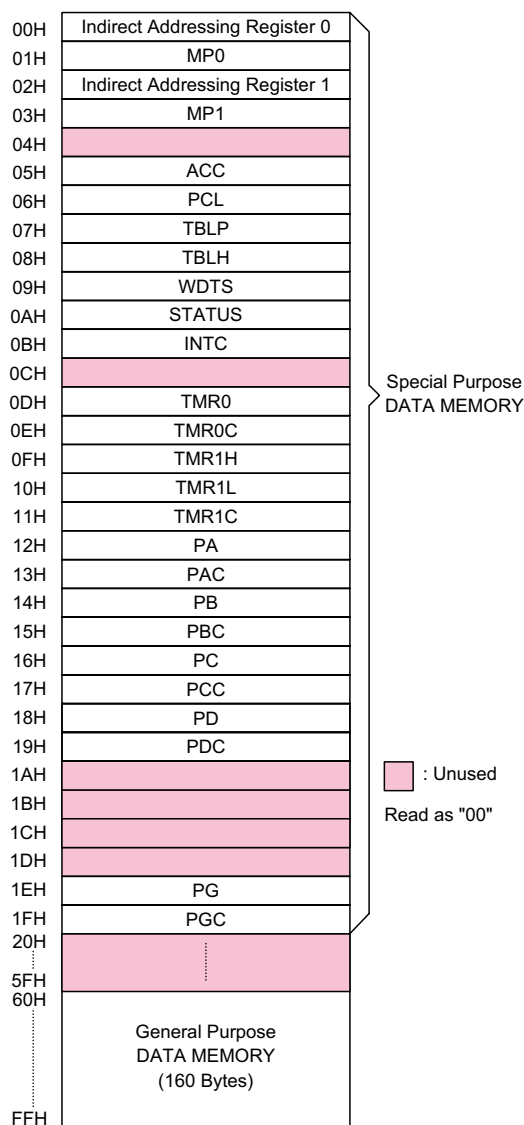 00H Indirect Addressing Register 0
01H MP0
02H Indirect Addressing Register 1
03H MP1
04H
05H ACC
06H PCL
07H TBLP
08H TBLH
09H WDTS
0AH STATUS
0BH INTC
0CH
Special Purpose
0DH TMR0
DATA MEMORY
0EH TMR0C
0FH TMR1H
10H TMR1L
11H TMR1C
12H PA
13H PAC
14H PB
15H PBC
16H PC
17H PCC
18H PD
19H PDC
1AH
: Unused
1BH
Read as "00"
1CH
1DH
1EH PG
1FH PGC
20H
5FH
60H
General Purpose
DATA MEMORY
(160 Bytes)
FFH